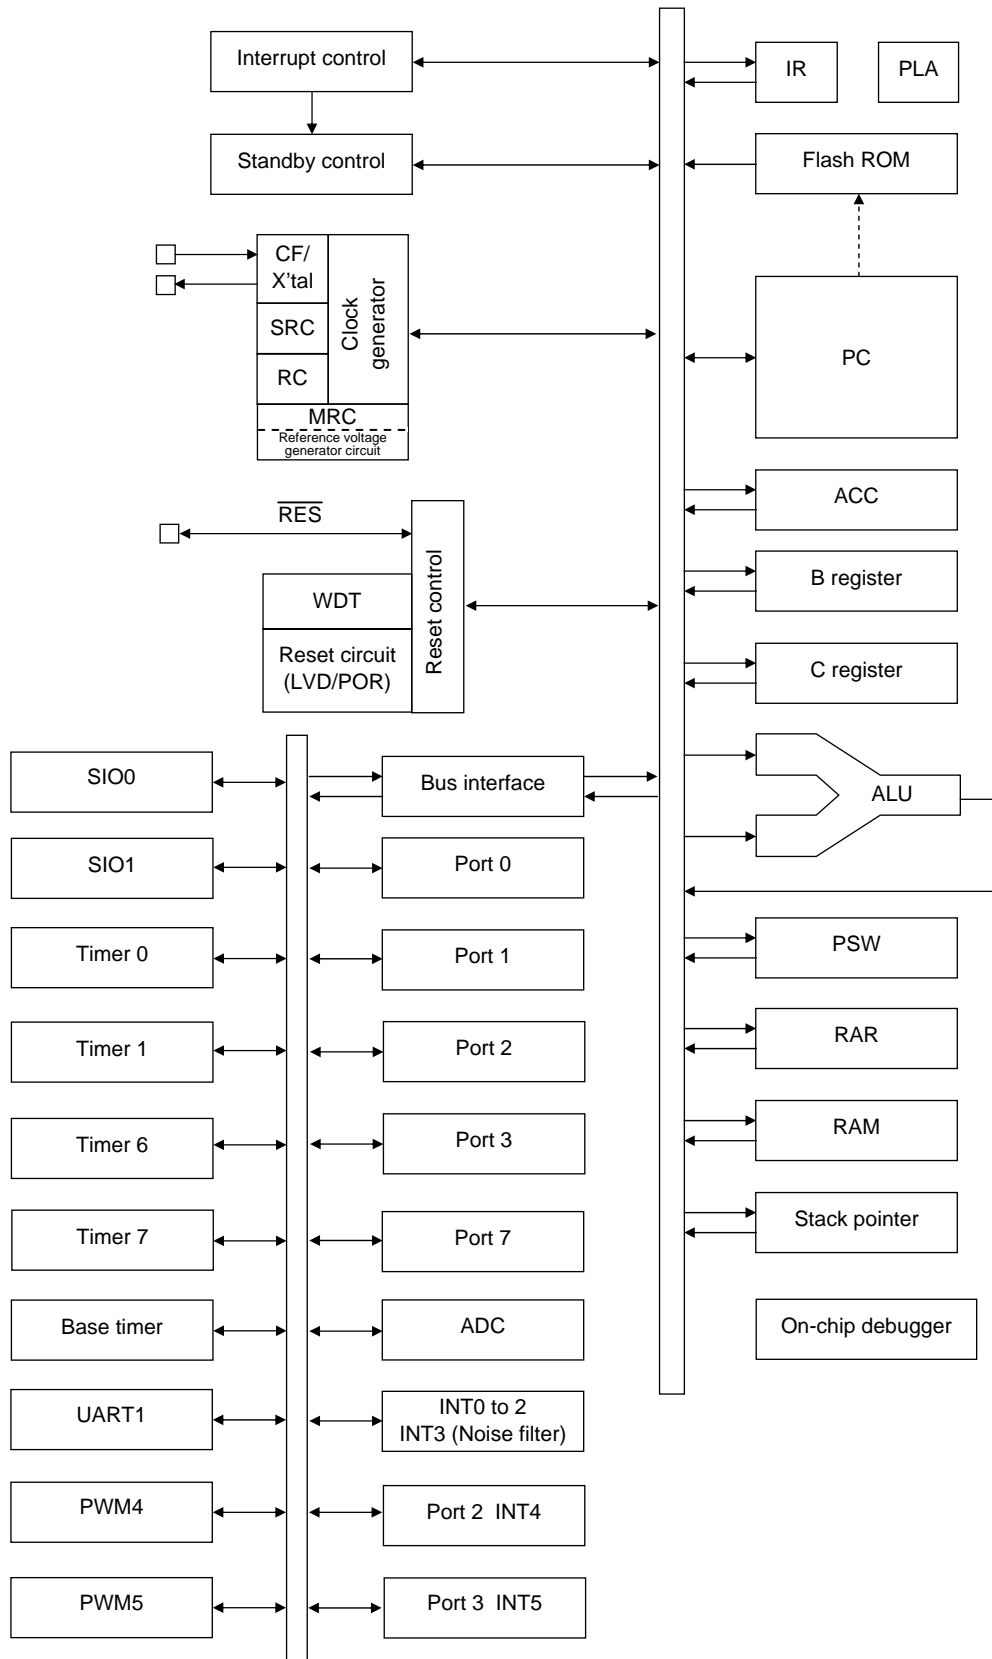 Interrupt control
IR
PLA
Standby control
Flash ROM
CF/
X'tal
SRC
RC
Clock
generator
MRC
Reference voltage
generator circuit
PC
RES
WDT
Reset circuit
(LVD/POR)
Reset control
ACC
B register
C register
ALU
SIO0
Bus interface
SIO1
Port 0
Timer 0
Port 1
PSW
Timer 1
Port 2
RAR
Timer 6
Port 3
RAM
Timer 7
Port 7
Stack pointer
Base timer
ADC
On-chip debugger
UART1
INT0 to 2
INT3 (Noise filter)
PWM4
Port 2 INT4
PWM5
Port 3 INT5